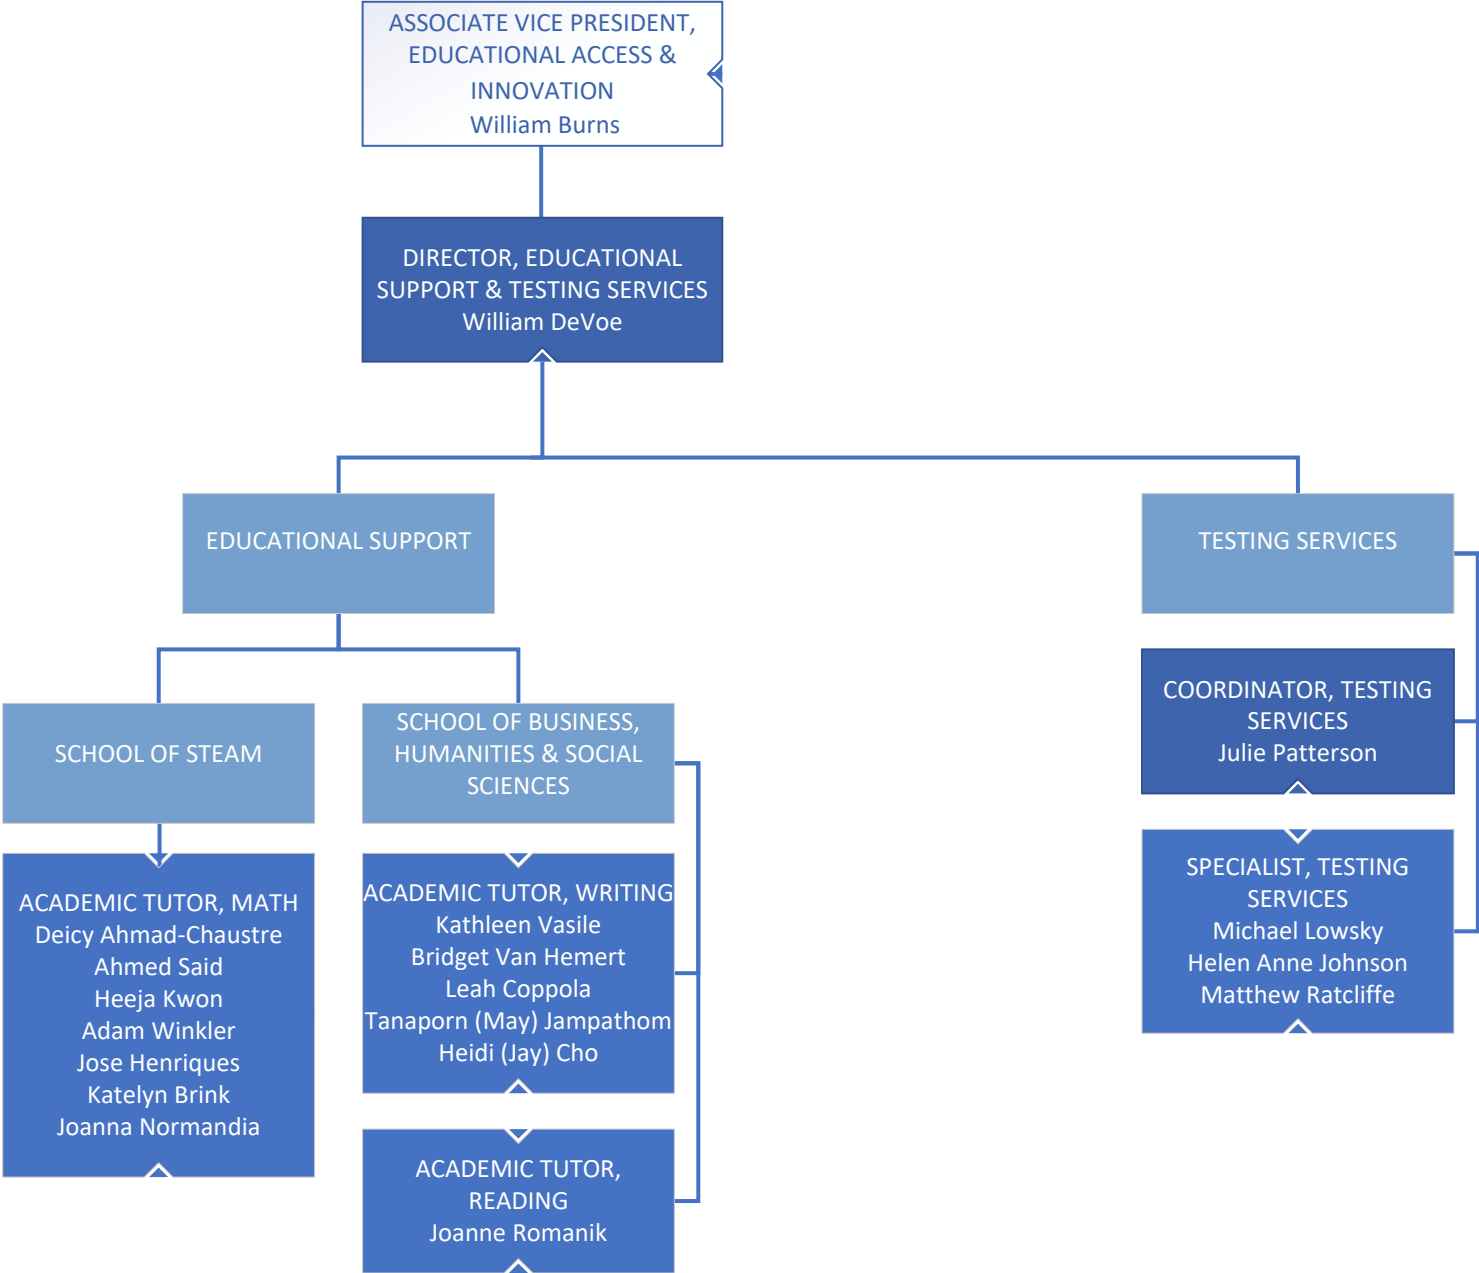 ASSOCIATE VICE PRESIDENT,
EDUCATIONAL ACCESS &
INNOVATION
William Burns
DIRECTOR, EDUCATIONAL
SUPPORT & TESTING SERVICES
William DeVoe
EDUCATIONAL SUPPORT
TESTING SERVICES
SCHOOL OF STEAM
SCHOOL OF BUSINESS,
HUMANITIES & SOCIAL
SCIENCES
COORDINATOR, TESTING
SERVICES
Julie Patterson
ACADEMIC TUTOR, MATH
Deicy Ahmad-Chaustre
Ahmed Said
Heeja Kwon
Adam Winkler
Jose Henriques
Katelyn Brink
Joanna Normandia
ACADEMIC TUTOR, WRITING
Kathleen Vasile
Bridget Van Hemert
Leah Coppola
Tanaporn (May) Jampathom
Heidi (Jay) Cho
SPECIALIST, TESTING
SERVICES
Michael Lowsky
Helen Anne Johnson
Matthew Ratcliffe
ACADEMIC TUTOR,
READING
Joanne Romanik